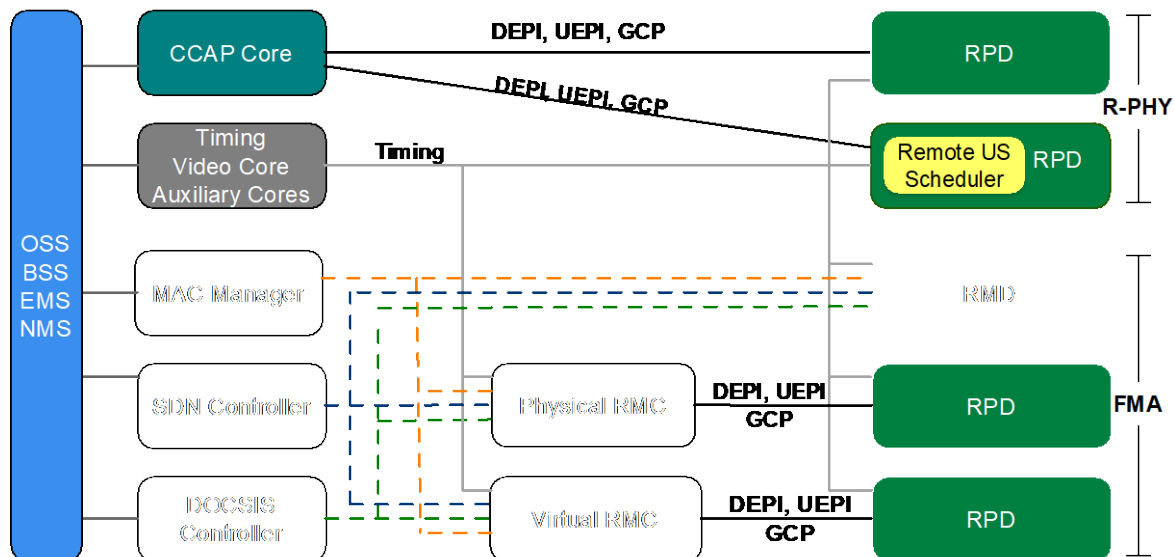 OSS
BSS
EMS
NMS
CCAP Core
DEPI, UEPI, GCP
RPD
DEPI, UEPI, GCP
R-PHY
Timing
Video Core
Auxiliary Cores
Timing
Remote US
Scheduler
RPD
MAC Manager
RMD
SDN Controller
Physical RMC
DEPI, UEPI
GCP
RPD
FMA
DOCSIS
Controller
Virtual RMC
DEPI, UEPI
GCP
RPD